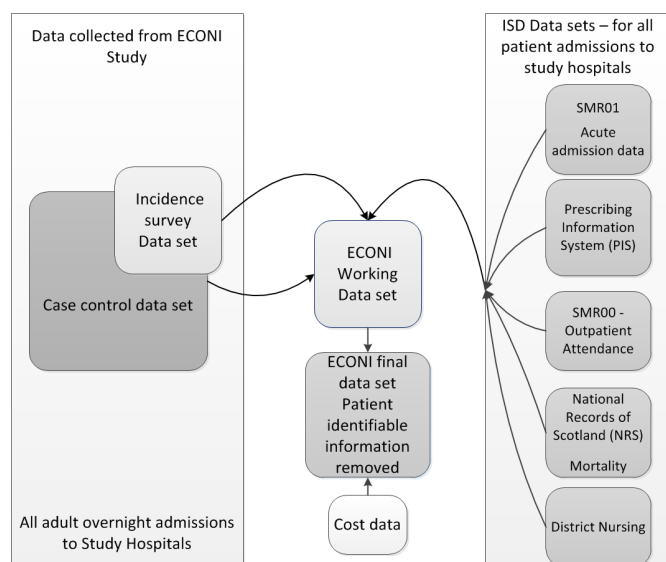 Data collected from ECONI
Study
Incidence
survey
Data set
Case control data set
All adult overnight admissions
to Study Hospitals
ECONI
Working
Data set
ECONI final
data set
Patient
identifiable
information
removed
Cost data
ISD Data sets – for all
patient admissions to
study hospitals
SMR01
Acute
admission data
Prescribing
Information
System (PIS)
SMR00 -
Outpatient
Attendance
National
Records of
Scotland (NRS)
Mortality
District Nursing